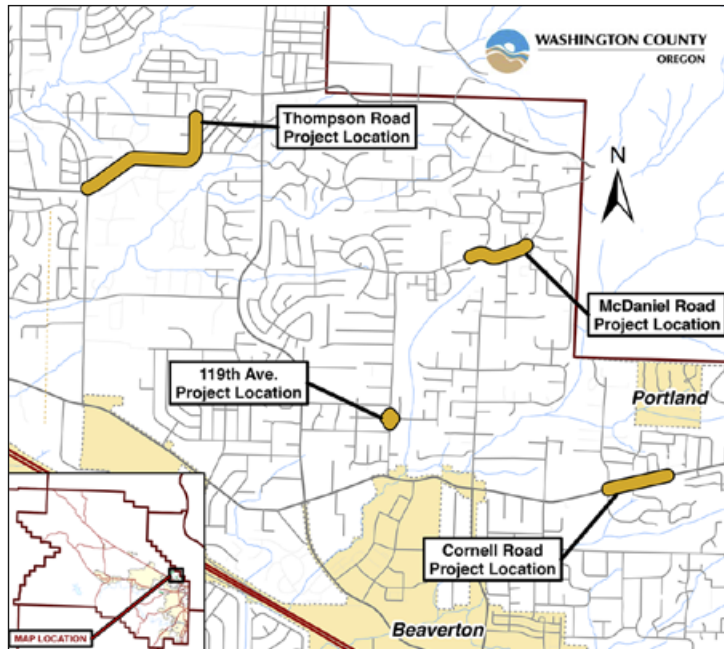 WASHINGTON COUNTY
OREGON
Thompson Road
Project Location
N
McDaniel Road
Project Location
119th Ave.
Project Location
Portland
Cornell Road
Project Location
Beaverton
MAP LOCATION